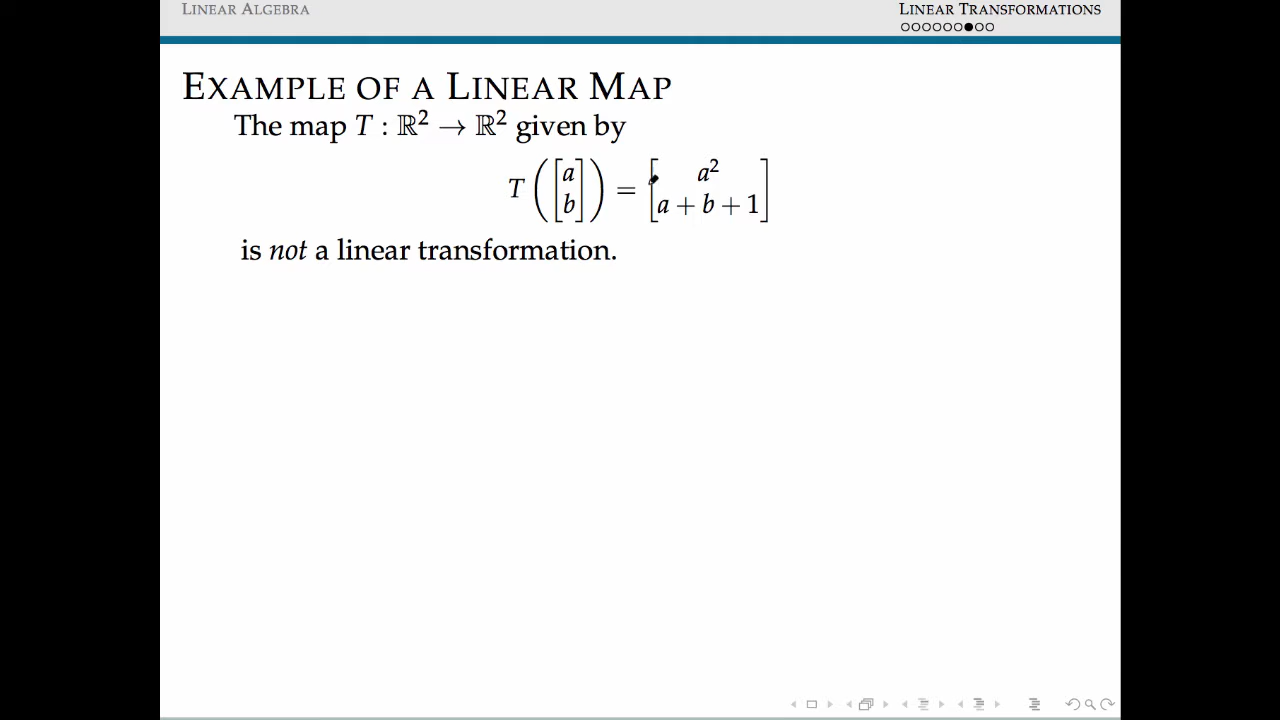 LINEAR ALGEBRA
LINEAR TRANSFORMATIONS
EXAMPLE OF A LINEAR MAP
The map T : ℝ² → ℝ² given by
T([a b]) = [a² a + b + 1]
is not a linear transformation.